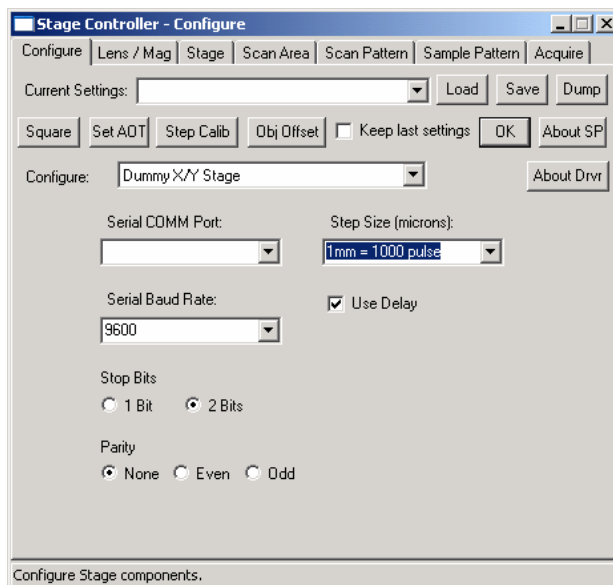 Stage Controller - Configure
Configure Lens / Mag Stage Scan Area Scan Pattern Sample Pattern Acquire
Current Settings: Load Save Dump
Square Set AOT Step Calib Obj Offset Keep last settings OK About SP
Configure: Dummy X/Y Stage About Drvr
Serial COMM Port: Step Size (microns):
1mm = 1000 pulse
Serial Baud Rate: Use Delay
9600
Stop Bits
1 Bit 2 Bits
Parity
None Even Odd
Configure Stage components.